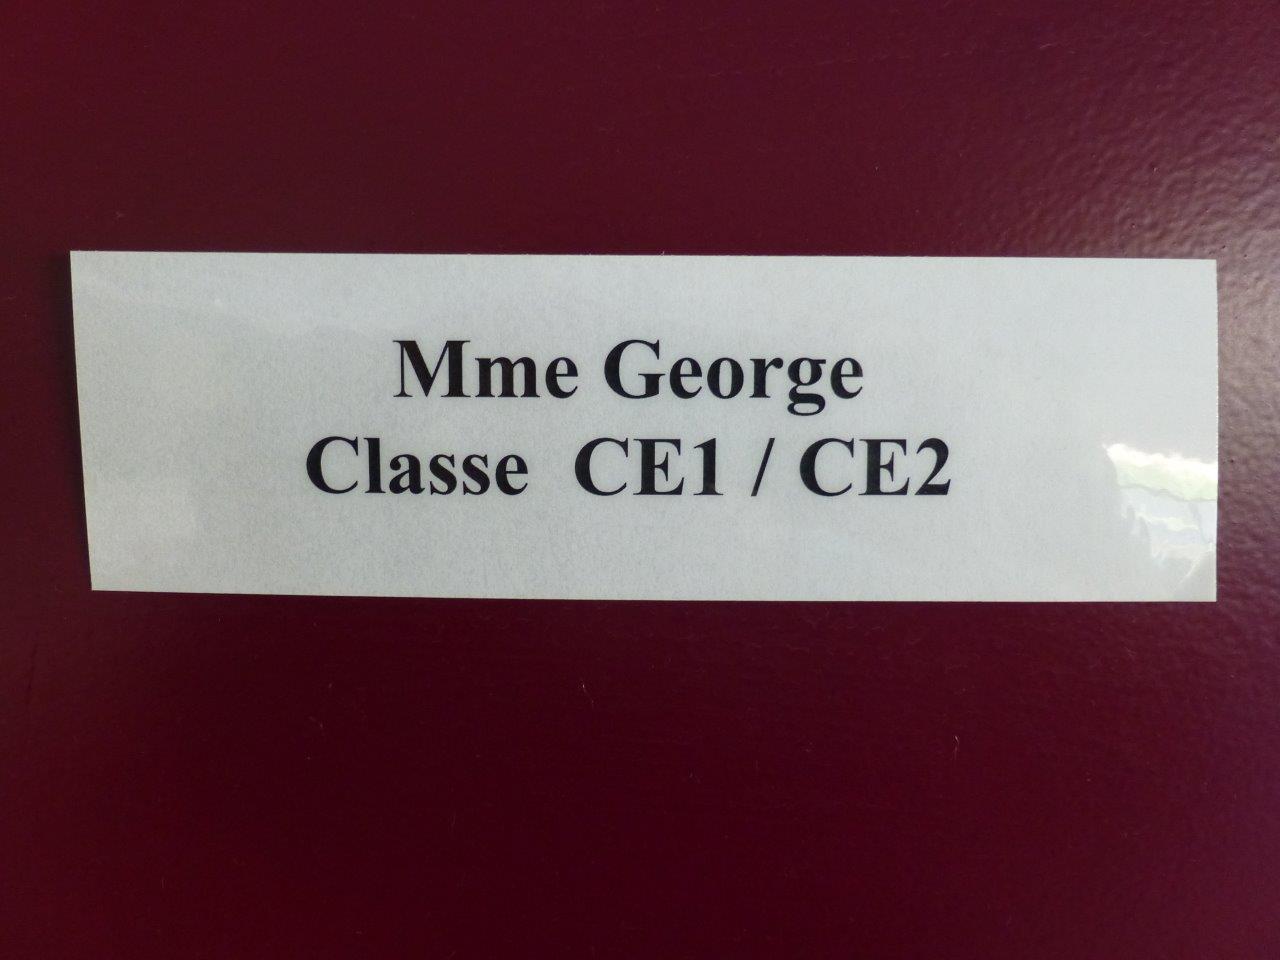 Mme George
Classe CE1 / CE2